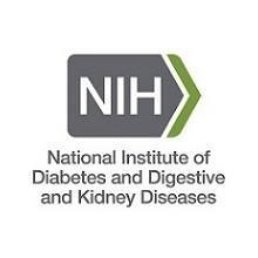 NIH
National Institute of
Diabetes and Digestive
and Kidney Diseases